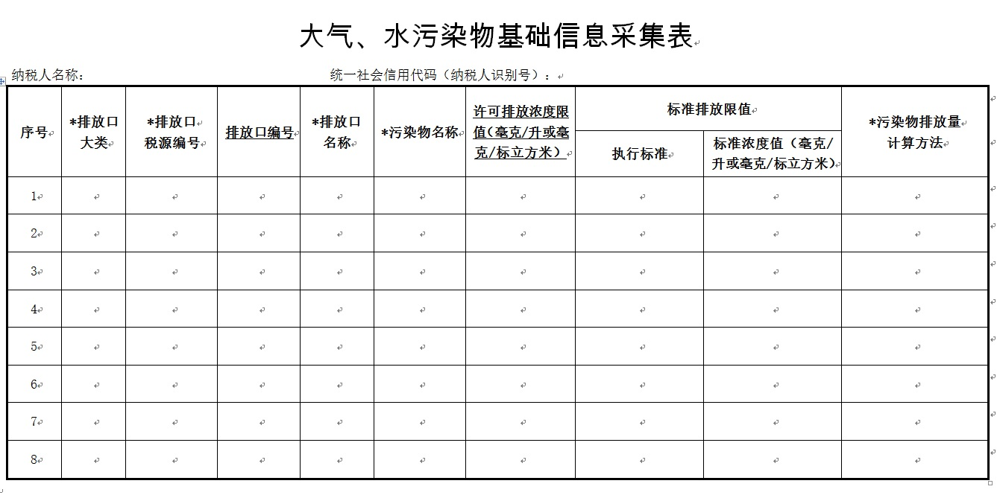 大气、水污染物基础信息采集表
纳税人名称： 统一社会信用代码（纳税人识别号）：
序号
*排放口
大类
*排放口
税源编号
排放口编号
*排放口
名称
*污染物名称
许可排放浓度限
值（毫克/升或毫
克/标立方米）
标准排放限值
执行标准
标准浓度值（毫克/
升或毫克/标立方米）
*污染物排放量
计算方法
1
2
3
4
5
6
7
8